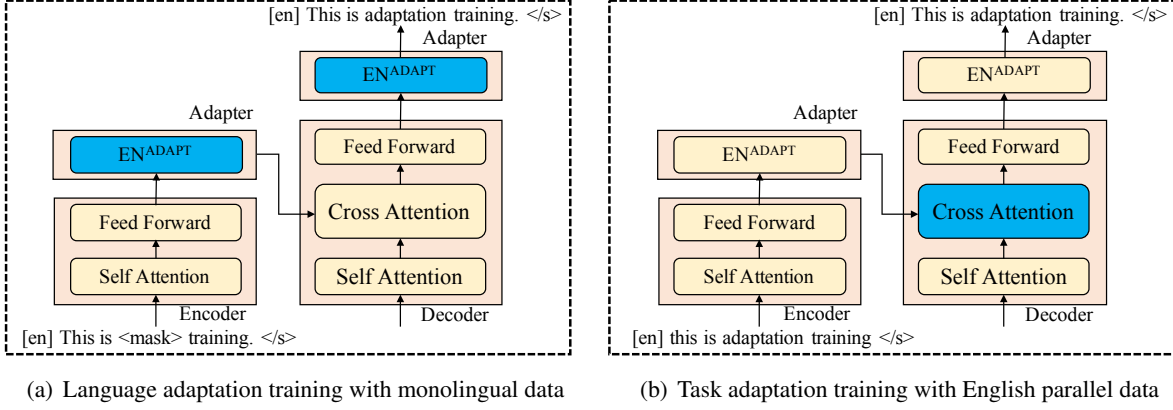 [en] This is adaptation training. </s>
Adapter
EN^ADAPT
Adapter
EN^ADAPT
Feed Forward
Cross Attention
Feed Forward
Self Attention
Self Attention
Encoder
Decoder
[en] This is <mask> training. </s>
(a) Language adaptation training with monolingual data
[en] This is adaptation training. </s>
Adapter
EN^ADAPT
Adapter
EN^ADAPT
Feed Forward
Cross Attention
Feed Forward
Self Attention
Self Attention
Encoder
Decoder
[en] this is adaptation training </s>
(b) Task adaptation training with English parallel data